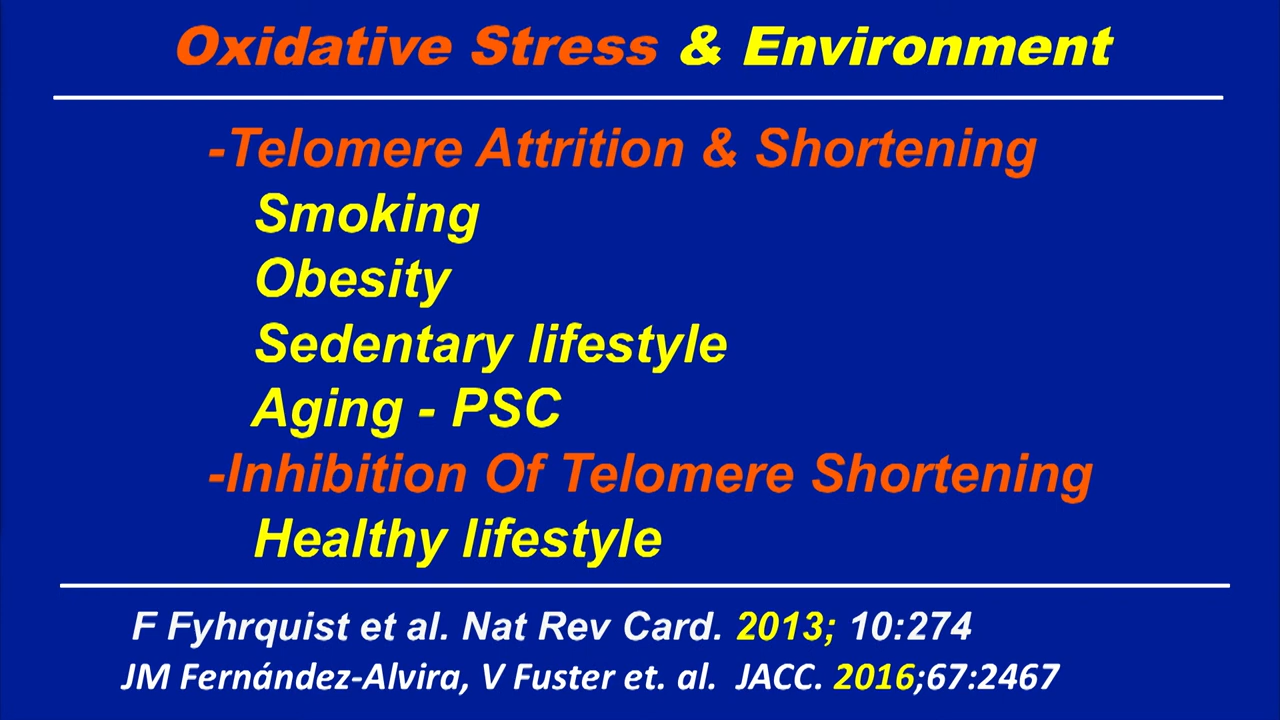 Oxidative Stress & Environment
-Telomere Attrition & Shortening
Smoking
Obesity
Sedentary lifestyle
Aging - PSC
-Inhibition Of Telomere Shortening
Healthy lifestyle
F Fyhrquist et al. Nat Rev Card. 2013; 10:274
JM Fernández-Alvira, V Fuster et. al. JACC. 2016;67:2467